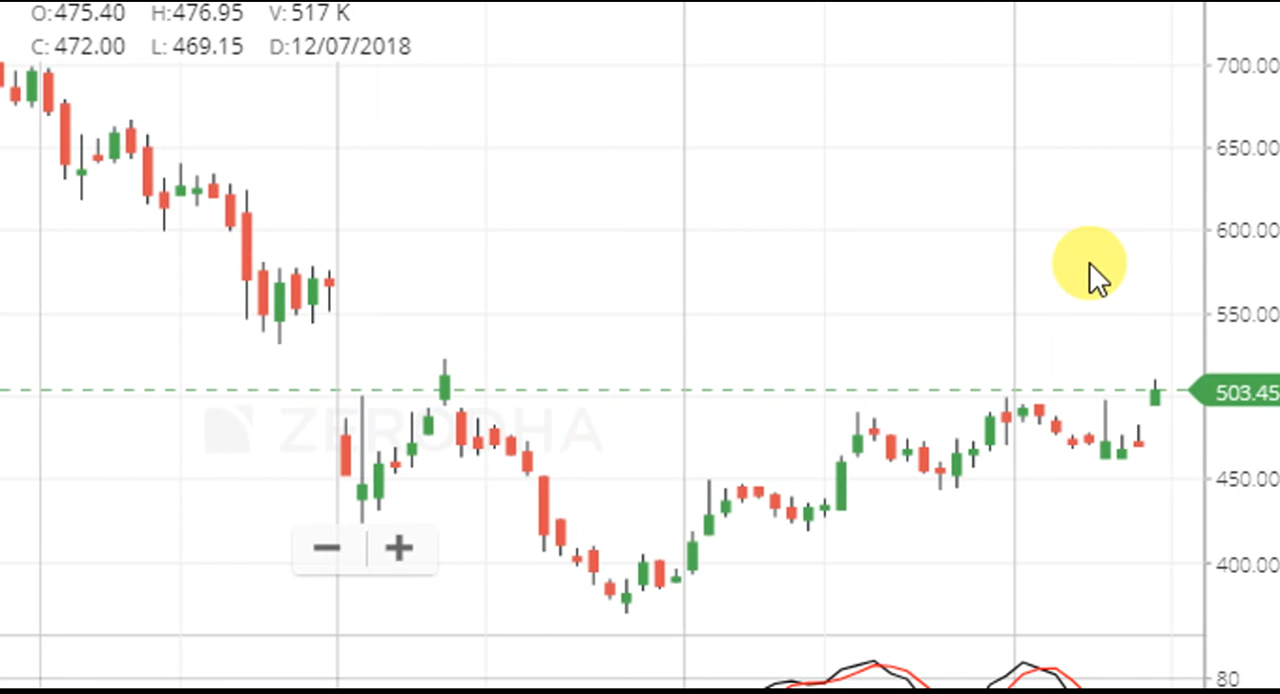 O:475.40 H:476.95 V: 517 K
C: 472.00 L: 469.15 D:12/07/2018
700.00
650.00
600.00
550.00
503.45
ZERODHA
450.00
400.00
80